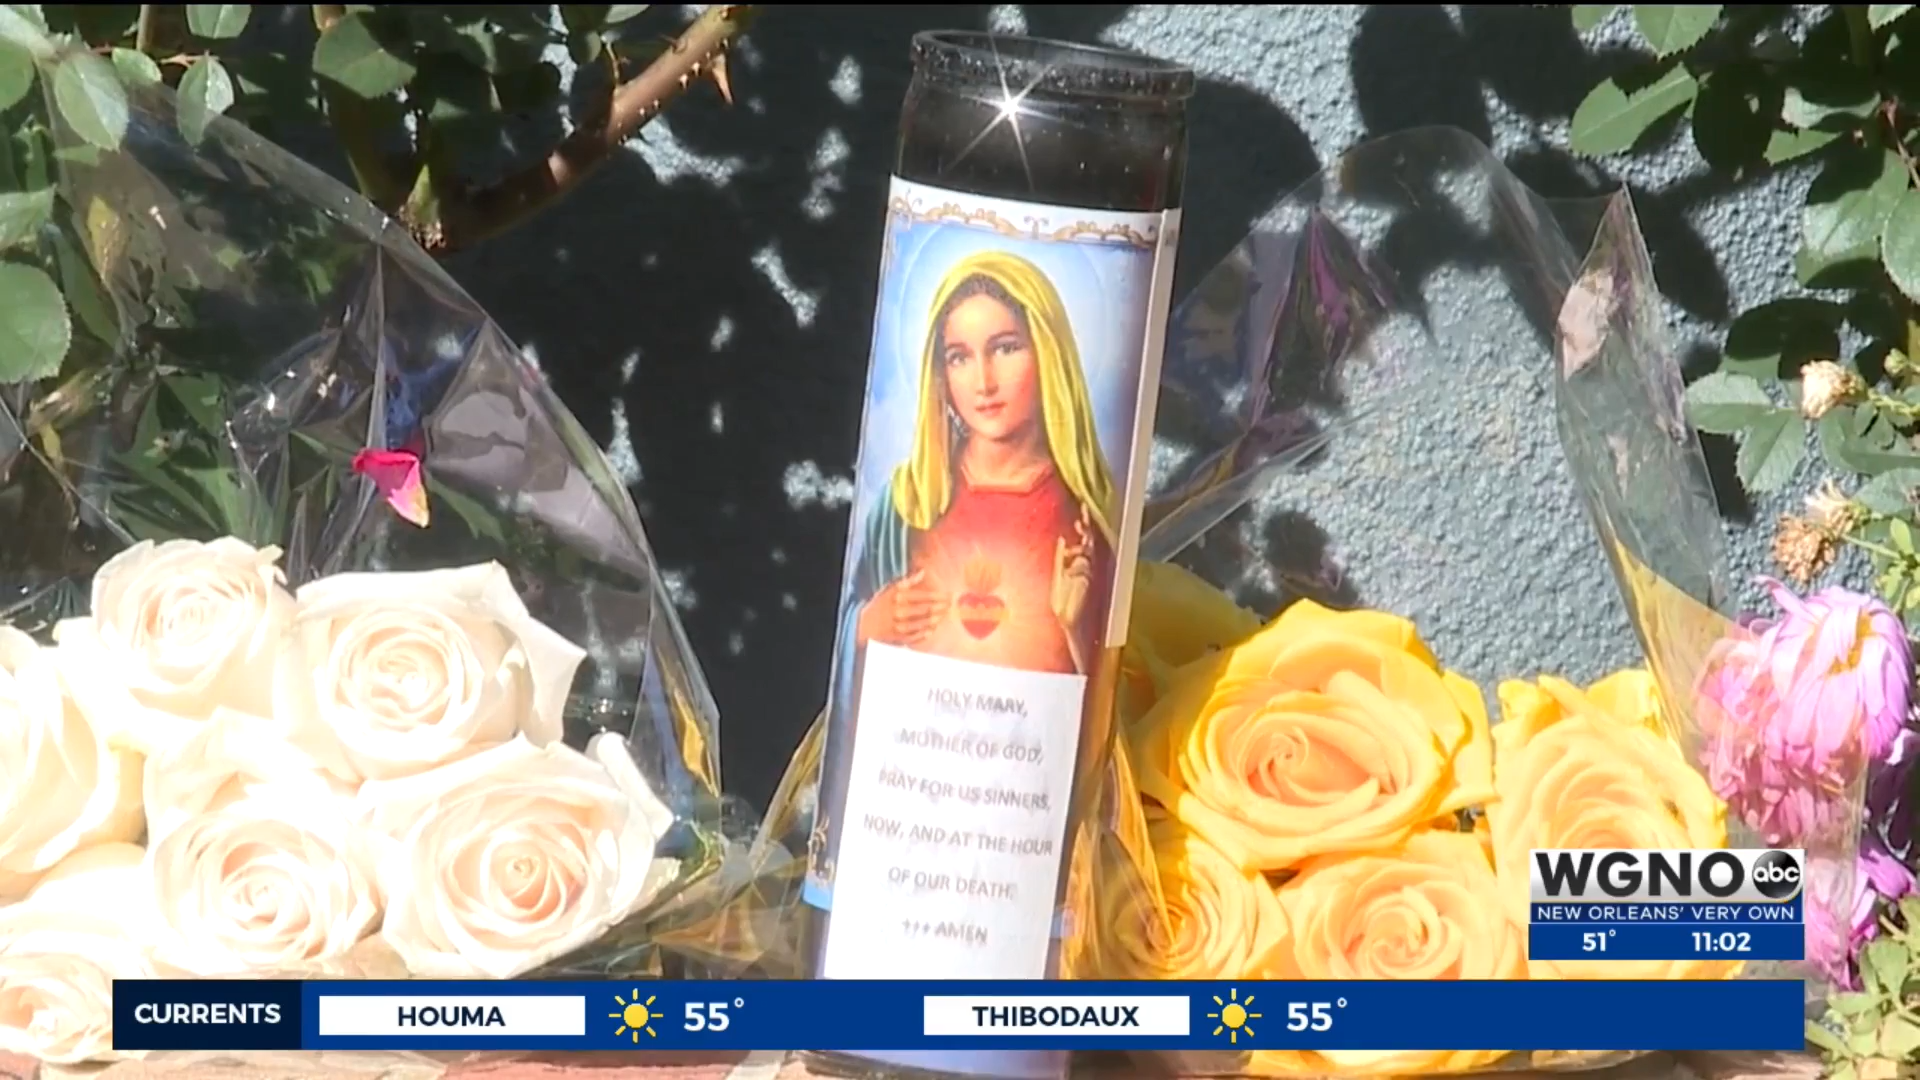 HOLY MARY,
MOTHER OF GOD,
PRAY FOR US SINNERS,
NOW, AND AT THE HOUR
OF OUR DEATH.
††† AMEN
WGNO abc
NEW ORLEANS' VERY OWN
51° 11:02
CURRENTS HOUMA 55° THIBODAUX 55°